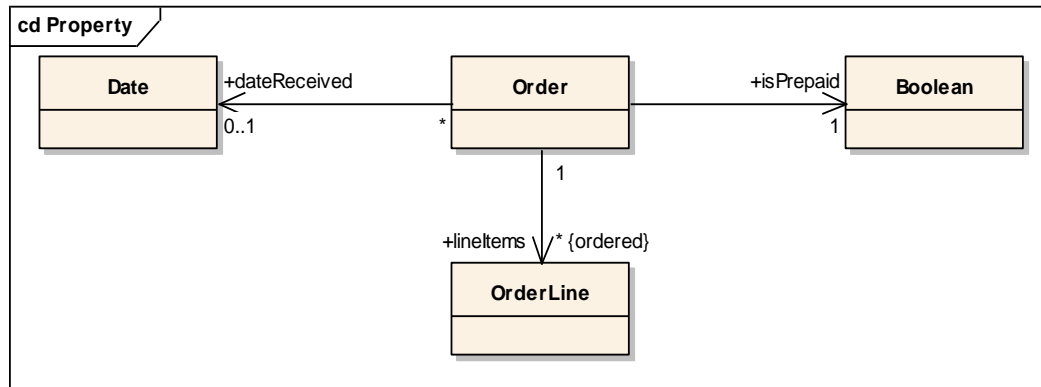 cd Property
Date
+dateReceived
0..1
*
Order
+isPrepaid
1
Boolean
1
+lineItems
* {ordered}
OrderLine